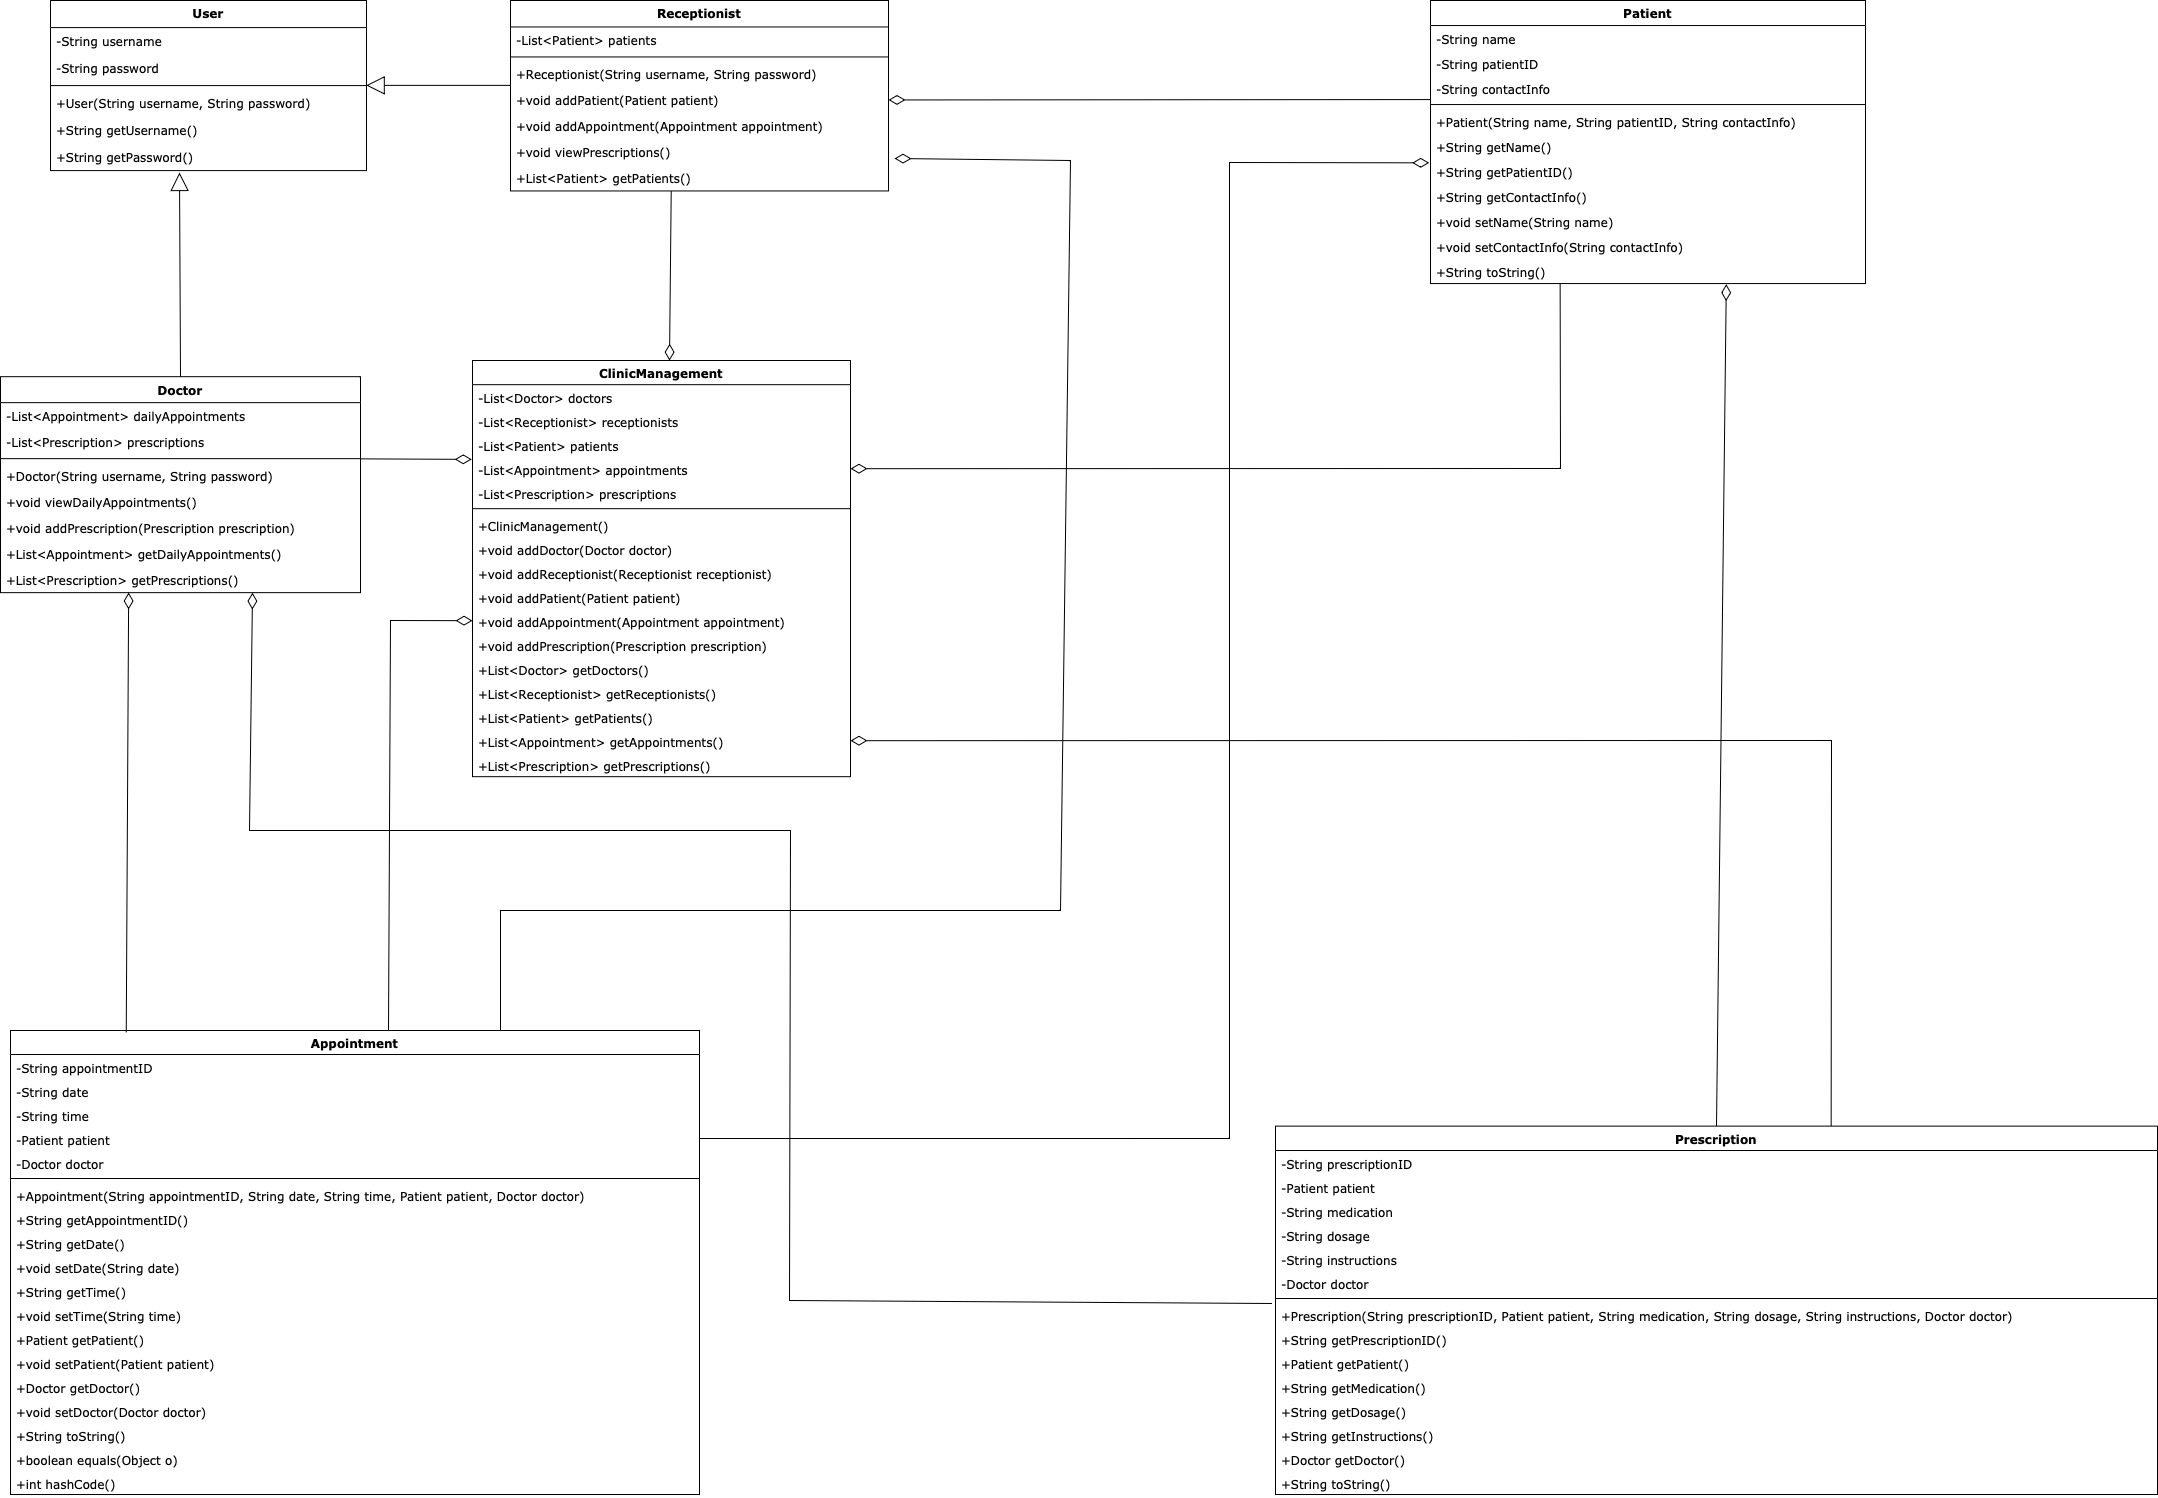 User
-String username
-String password
+User(String username, String password)
+String getUsername()
+String getPassword()
Receptionist
-List<Patient> patients
+Receptionist(String username, String password)
+void addPatient(Patient patient)
+void addAppointment(Appointment appointment)
+void viewPrescriptions()
+List<Patient> getPatients()
Patient
-String name
-String patientID
-String contactInfo
+Patient(String name, String patientID, String contactInfo)
+String getName()
+String getPatientID()
+String getContactInfo()
+void setName(String name)
+void setContactInfo(String contactInfo)
+String toString()
Doctor
-List<Appointment> dailyAppointments
-List<Prescription> prescriptions
+Doctor(String username, String password)
+void viewDailyAppointments()
+void addPrescription(Prescription prescription)
+List<Appointment> getDailyAppointments()
+List<Prescription> getPrescriptions()
ClinicManagement
-List<Doctor> doctors
-List<Receptionist> receptionists
-List<Patient> patients
-List<Appointment> appointments
-List<Prescription> prescriptions
+ClinicManagement()
+void addDoctor(Doctor doctor)
+void addReceptionist(Receptionist receptionist)
+void addPatient(Patient patient)
+void addAppointment(Appointment appointment)
+void addPrescription(Prescription prescription)
+List<Doctor> getDoctors()
+List<Receptionist> getReceptionists()
+List<Patient> getPatients()
+List<Appointment> getAppointments()
+List<Prescription> getPrescriptions()
Appointment
-String appointmentID
-String date
-String time
-Patient patient
-Doctor doctor
+Appointment(String appointmentID, String date, String time, Patient patient, Doctor doctor)
+String getAppointmentID()
+String getDate()
+void setDate(String date)
+String getTime()
+void setTime(String time)
+Patient getPatient()
+void setPatient(Patient patient)
+Doctor getDoctor()
+void setDoctor(Doctor doctor)
+String toString()
+boolean equals(Object o)
+int hashCode()
Prescription
-String prescriptionID
-Patient patient
-String medication
-String dosage
-String instructions
-Doctor doctor
+Prescription(String prescriptionID, Patient patient, String medication, String dosage, String instructions, Doctor doctor)
+String getPrescriptionID()
+Patient getPatient()
+String getMedication()
+String getDosage()
+String getInstructions()
+Doctor getDoctor()
+String toString()